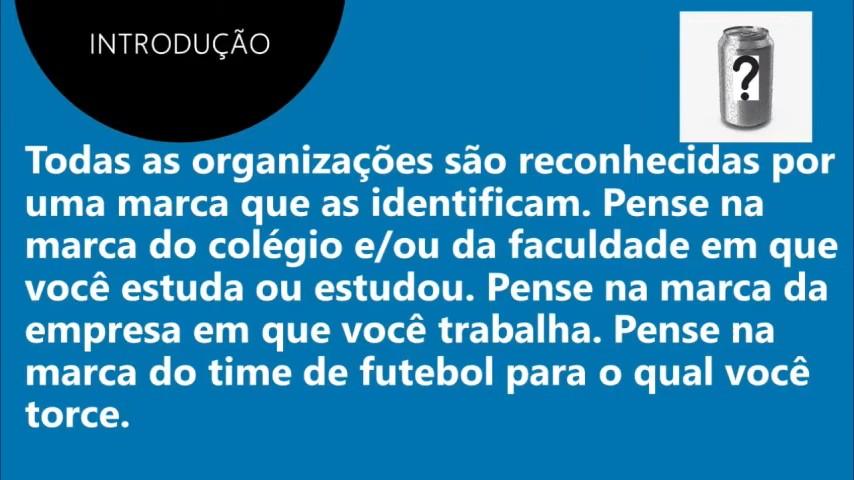 INTRODUÇÃO
?
Todas as organizações são reconhecidas por
uma marca que as identificam. Pense na
marca do colégio e/ou da faculdade em que
você estuda ou estudou. Pense na marca da
empresa em que você trabalha. Pense na
marca do time de futebol para o qual você
torce.